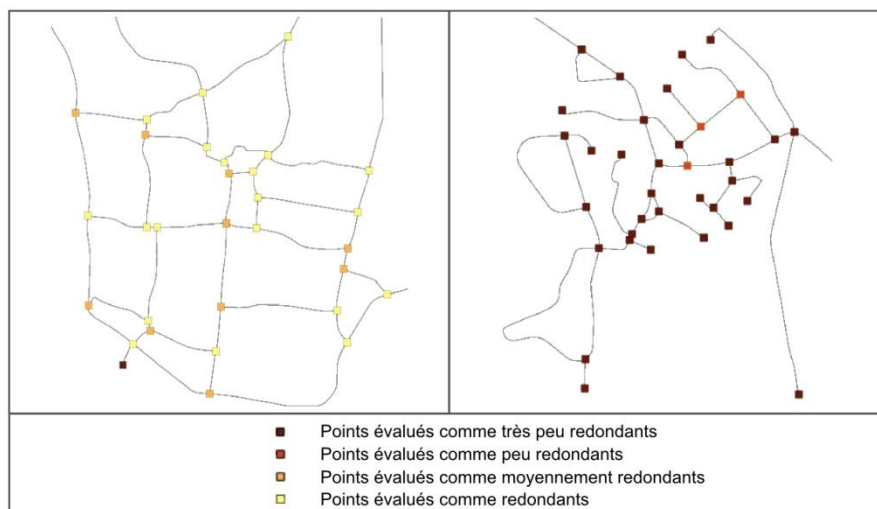 Points évalués comme très peu redondants
Points évalués comme peu redondants
Points évalués comme moyennement redondants
Points évalués comme redondants